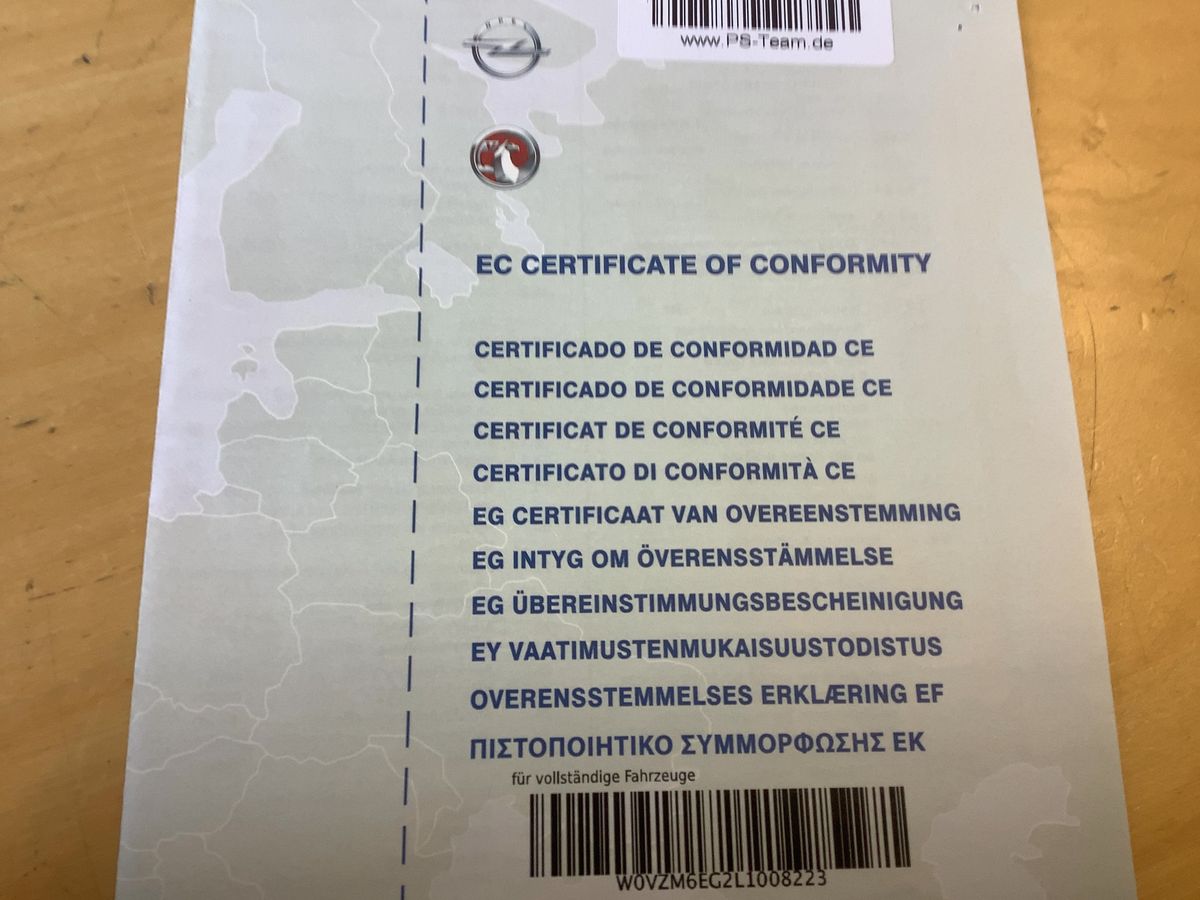 www.PS-Team.de
OPEL
EC CERTIFICATE OF CONFORMITY
CERTIFICADO DE CONFORMIDAD CE
CERTIFICADO DE CONFORMIDADE CE
CERTIFICAT DE CONFORMITÉ CE
CERTIFICATO DI CONFORMITÀ CE
EG CERTIFICAAT VAN OVEREENSTEMMING
EG INTYG OM ÖVERENSSTÄMMELSE
EG ÜBEREINSTIMMUNGSBESCHEINIGUNG
EY VAATIMUSTENMUKAISUUSTODISTUS
OVERENSSTEMMELSES ERKLÆRING EF
ΠΙΣΤΟΠΟΙΗΤΙΚΟ ΣΥΜΜΟΡΦΩΣΗΣ ΕΚ
für vollständige Fahrzeuge
W0VZM6EG2L1008223